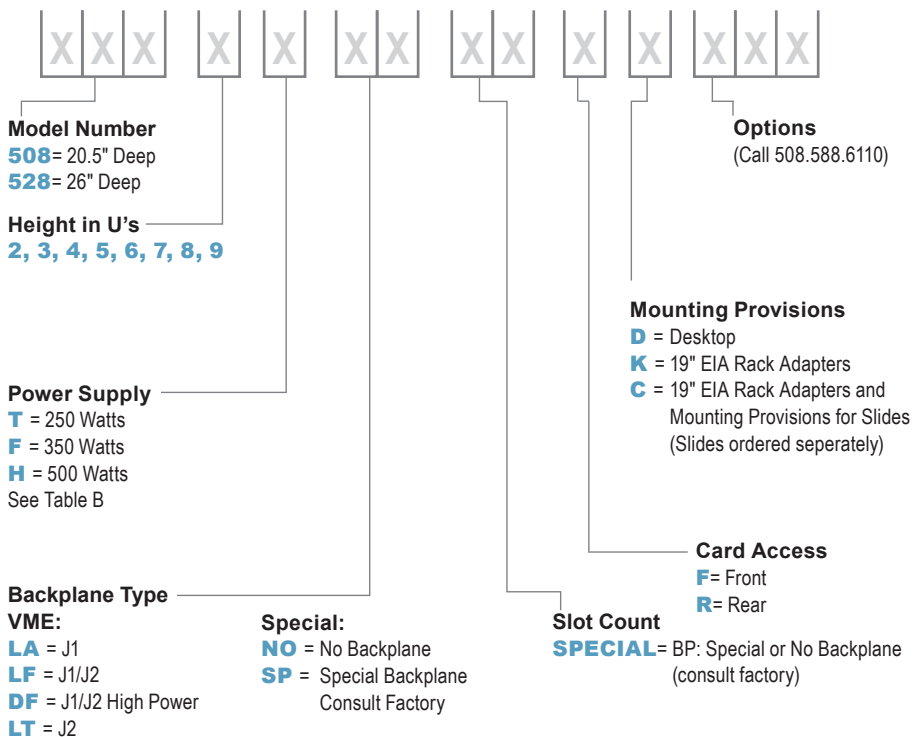 X X X X X X X X X X X X X X
Model Number
508= 20.5" Deep
528= 26" Deep
Height in U's
2, 3, 4, 5, 6, 7, 8, 9
Power Supply
T = 250 Watts
F = 350 Watts
H = 500 Watts
See Table B
Backplane Type
VME:
LA = J1
LF = J1/J2
DF = J1/J2 High Power
LT = J2
Special:
NO = No Backplane
SP = Special Backplane
Consult Factory
Slot Count
SPECIAL= BP: Special or No Backplane
(consult factory)
Card Access
F= Front
R= Rear
Mounting Provisions
D = Desktop
K = 19" EIA Rack Adapters
C = 19" EIA Rack Adapters and
Mounting Provisions for Slides
(Slides ordered seperately)
Options
(Call 508.588.6110)